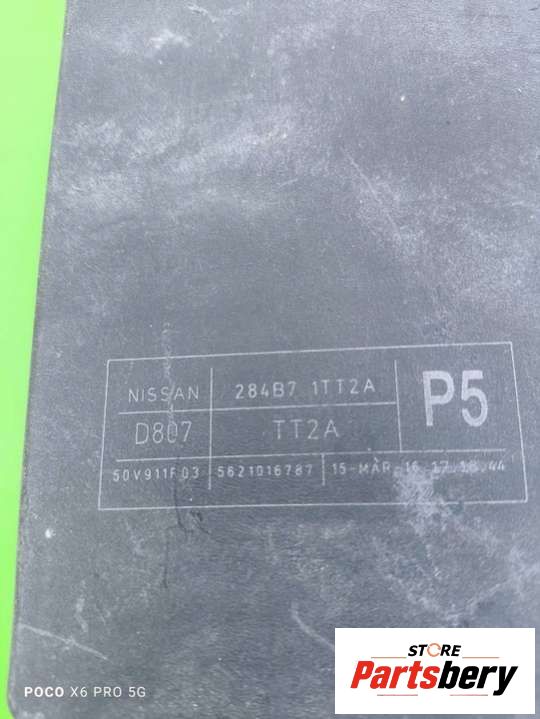 NISSAN 284B7 1TT2A P5
D807 TT2A
50V911F03 5621016787 15-MAR-16 17.18.44
STORE
Partsbery
POCO X6 PRO 5G